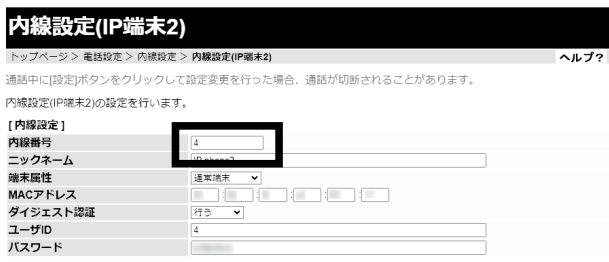 内線設定(IP端末2)
トップページ > 電話設定 > 内線設定 > 内線設定(IP端末2)
ヘルプ?
通話中に[設定]ボタンをクリックして設定変更を行った場合、通話が切断されることがあります。
内線設定(IP端末2)の設定を行います。
[内線設定]
内線番号 4
ニックネーム
端末属性 通常端末
MACアドレス : : : : :
ダイジェスト認証 行う
ユーザID 4
パスワード